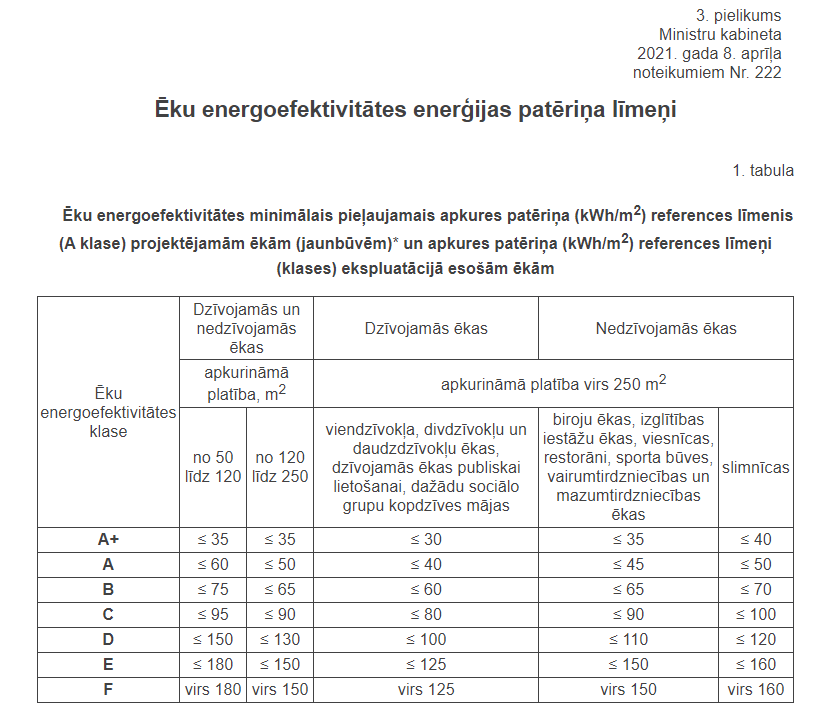 3. pielikums
Ministru kabineta
2021. gada 8. aprīļa
noteikumiem Nr. 222
Ēku energoefektivitātes enerģijas patēriņa līmeņi
1. tabula
Ēku energoefektivitātes minimālais pieļaujamais apkures patēriņa (kWh/m²) references līmenis
(A klase) projektējamām ēkām (jaunbūvēm)* un apkures patēriņa (kWh/m²) references līmeņi
(klases) ekspluatācijā esošām ēkām
Ēku
energoefektivitātes
klase
Dzīvojamās un
nedzīvojamās
ēkas
Dzīvojamās ēkas
Nedzīvojamās ēkas
apkurināmā
platība, m²
apkurināmā platība virs 250 m²
no 50
līdz 120
no 120
līdz 250
viendzīvokļa, divdzīvokļu un
daudzdzīvokļu ēkas,
dzīvojamās ēkas publiskai
lietošanai, dažādu sociālo
grupu kopdzīves mājas
biroju ēkas, izglītības
iestāžu ēkas, viesnīcas,
restorāni, sporta būves,
vairumtirdzniecības un
mazumtirdzniecības
ēkas
slimnīcas
A+ ≤ 35 ≤ 35 ≤ 30 ≤ 35 ≤ 40
A ≤ 60 ≤ 50 ≤ 40 ≤ 45 ≤ 50
B ≤ 75 ≤ 65 ≤ 60 ≤ 65 ≤ 70
C ≤ 95 ≤ 90 ≤ 80 ≤ 90 ≤ 100
D ≤ 150 ≤ 130 ≤ 100 ≤ 110 ≤ 120
E ≤ 180 ≤ 150 ≤ 125 ≤ 150 ≤ 160
F virs 180 virs 150 virs 125 virs 150 virs 160